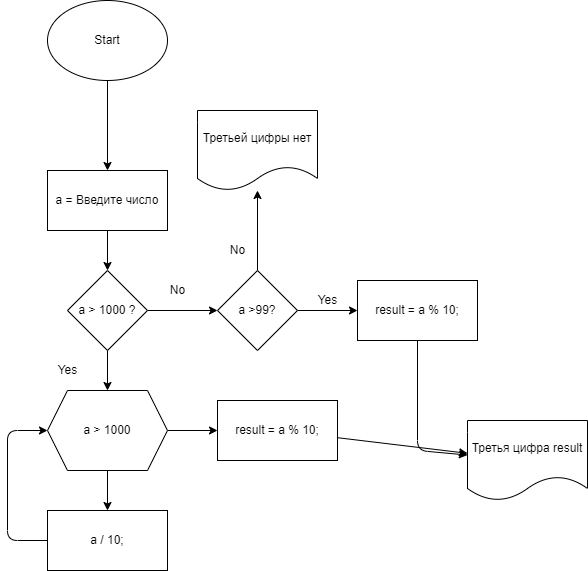 Start
Третьей цифры нет
a = Введите число
No
a > 1000 ?
No
a >99?
Yes
result = a % 10;
Yes
a > 1000
result = a % 10;
Третья цифра result
a / 10;